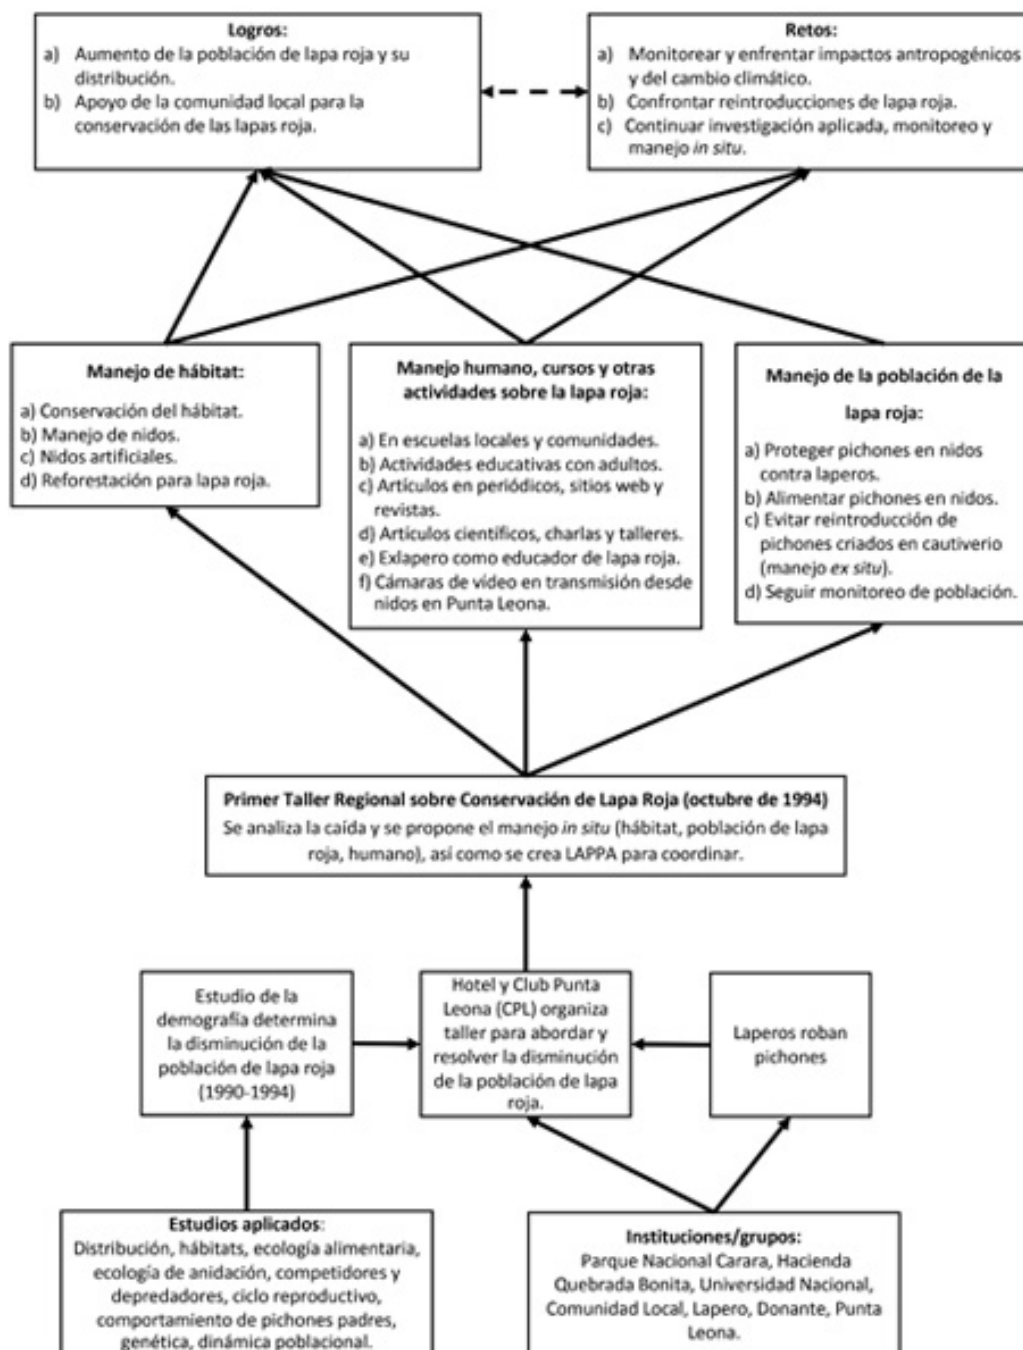 Logros:
a) Aumento de la población de lapa roja y su
distribución.
b) Apoyo de la comunidad local para la
conservación de las lapas roja.
Retos:
a) Monitorear y enfrentar impactos antropogénicos
y del cambio climático.
b) Confrontar reintroducciones de lapa roja.
c) Continuar investigación aplicada, monitoreo y
manejo in situ.
Manejo de hábitat:
a) Conservación del hábitat.
b) Manejo de nidos.
c) Nidos artificiales.
d) Reforestación para lapa roja.
Manejo humano, cursos y otras
actividades sobre la lapa roja:
a) En escuelas locales y comunidades.
b) Actividades educativas con adultos.
c) Artículos en periódicos, sitios web y
revistas.
d) Artículos científicos, charlas y talleres.
e) Exlapero como educador de lapa roja.
f) Cámaras de vídeo en transmisión desde
nidos en Punta Leona.
Manejo de la población de la
lapa roja:
a) Proteger pichones en nidos
contra laperos.
b) Alimentar pichones en nidos.
c) Evitar reintroducción de
pichones criados en cautiverio
(manejo ex situ).
d) Seguir monitoreo de población.
Primer Taller Regional sobre Conservación de Lapa Roja (octubre de 1994)
Se analiza la caída y se propone el manejo in situ (hábitat, población de lapa
roja, humano), así como se crea LAPPA para coordinar.
Estudio de la
demografía determina
la disminución de la
población de lapa roja
(1990-1994)
Hotel y Club Punta
Leona (CPL) organiza
taller para abordar y
resolver la disminución
de la población de lapa
roja.
Laperos roban
pichones
Estudios aplicados:
Distribución, hábitats, ecología alimentaria,
ecología de anidación, competidores y
depredadores, ciclo reproductivo,
comportamiento de pichones padres,
genética, dinámica poblacional.
Instituciones/grupos:
Parque Nacional Carara, Hacienda
Quebrada Bonita, Universidad Nacional,
Comunidad Local, Lapero, Donante, Punta
Leona.